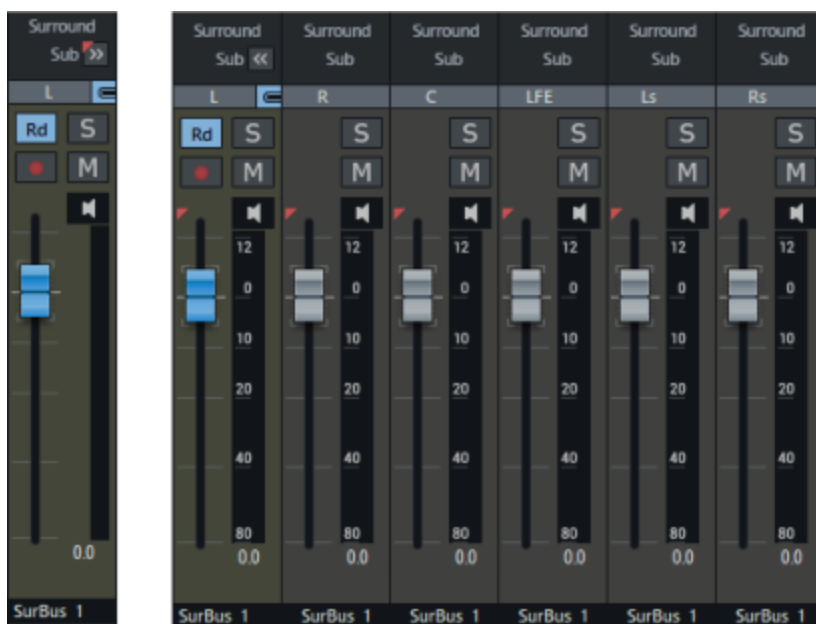 Surround
Sub »
L
Rd S
M
0.0
SurBus 1
Surround Surround Surround Surround Surround Surround
Sub « Sub Sub Sub Sub Sub
L R C LFE Ls Rs
Rd S S S S S S
M M M M M M
12 12 12 12 12 12
0 0 0 0 0 0
10 10 10 10 10 10
20 20 20 20 20 20
40 40 40 40 40 40
80 80 80 80 80 80
0.0 0.0 0.0 0.0 0.0 0.0
SurBus 1 SurBus 1 SurBus 1 SurBus 1 SurBus 1 SurBus 1